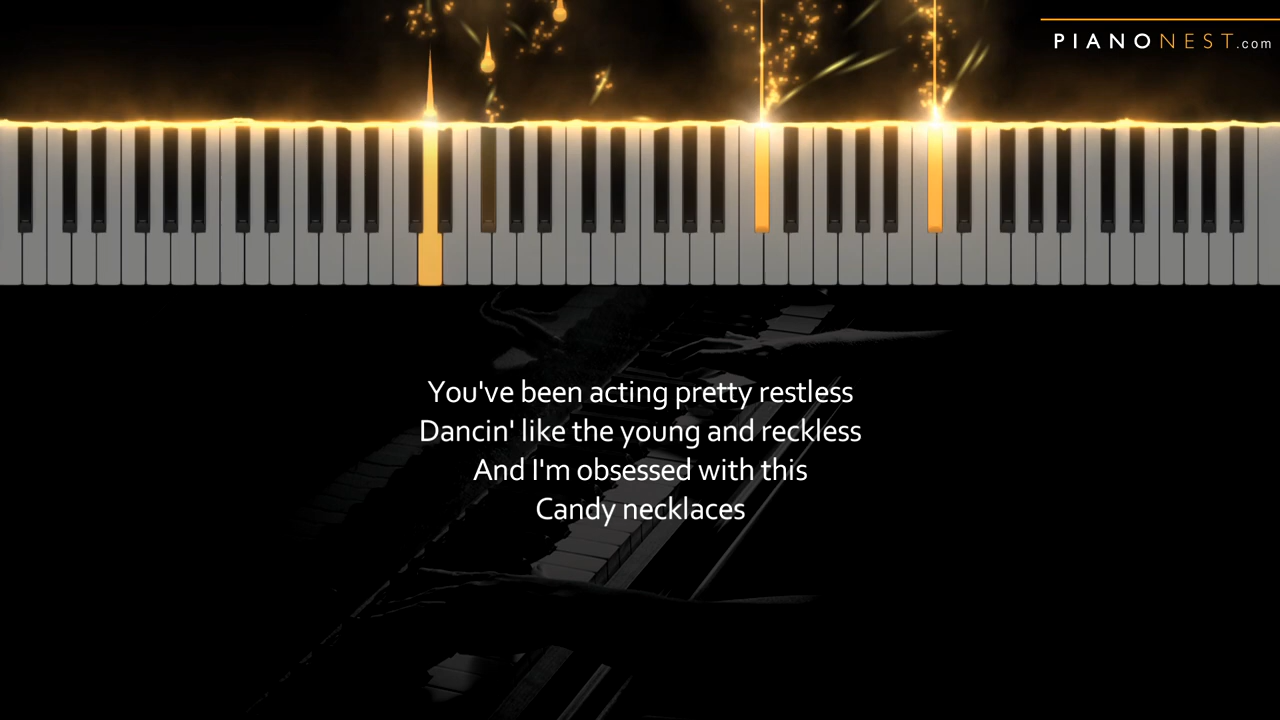 PIANONEST.com
You've been acting pretty restless
Dancin' like the young and reckless
And I'm obsessed with this
Candy necklaces